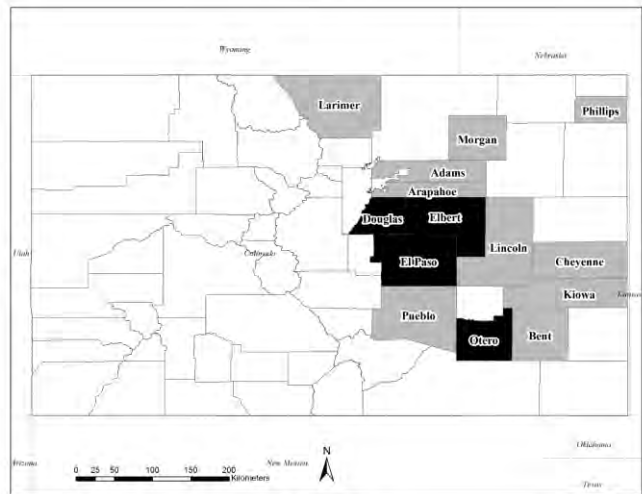 Wyoming
Nebraska
Larimer
Phillips
Morgan
Adams
Arapahoe
Douglas
Elbert
Lincoln
Utah
Colorado
El Paso
Cheyenne
Kiowa
Kansas
Pueblo
Otero
Bent
Oklahoma
Arizona
New Mexico
N
0 25 50 100 150 200
Kilometers
Texas